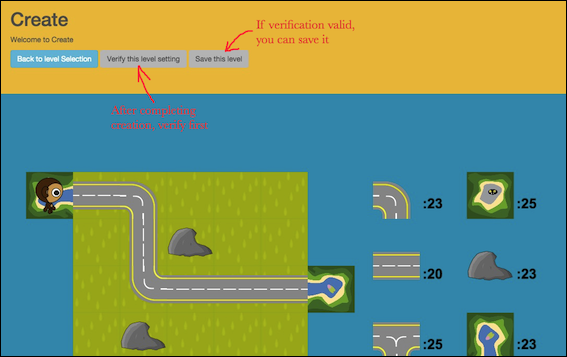 Create
Welcome to Create
Back to level Selection
Verify this level setting
Save this level
If verification valid,
you can save it
After completing
creation, verify first
:23
:25
:20
:23
:25
:23